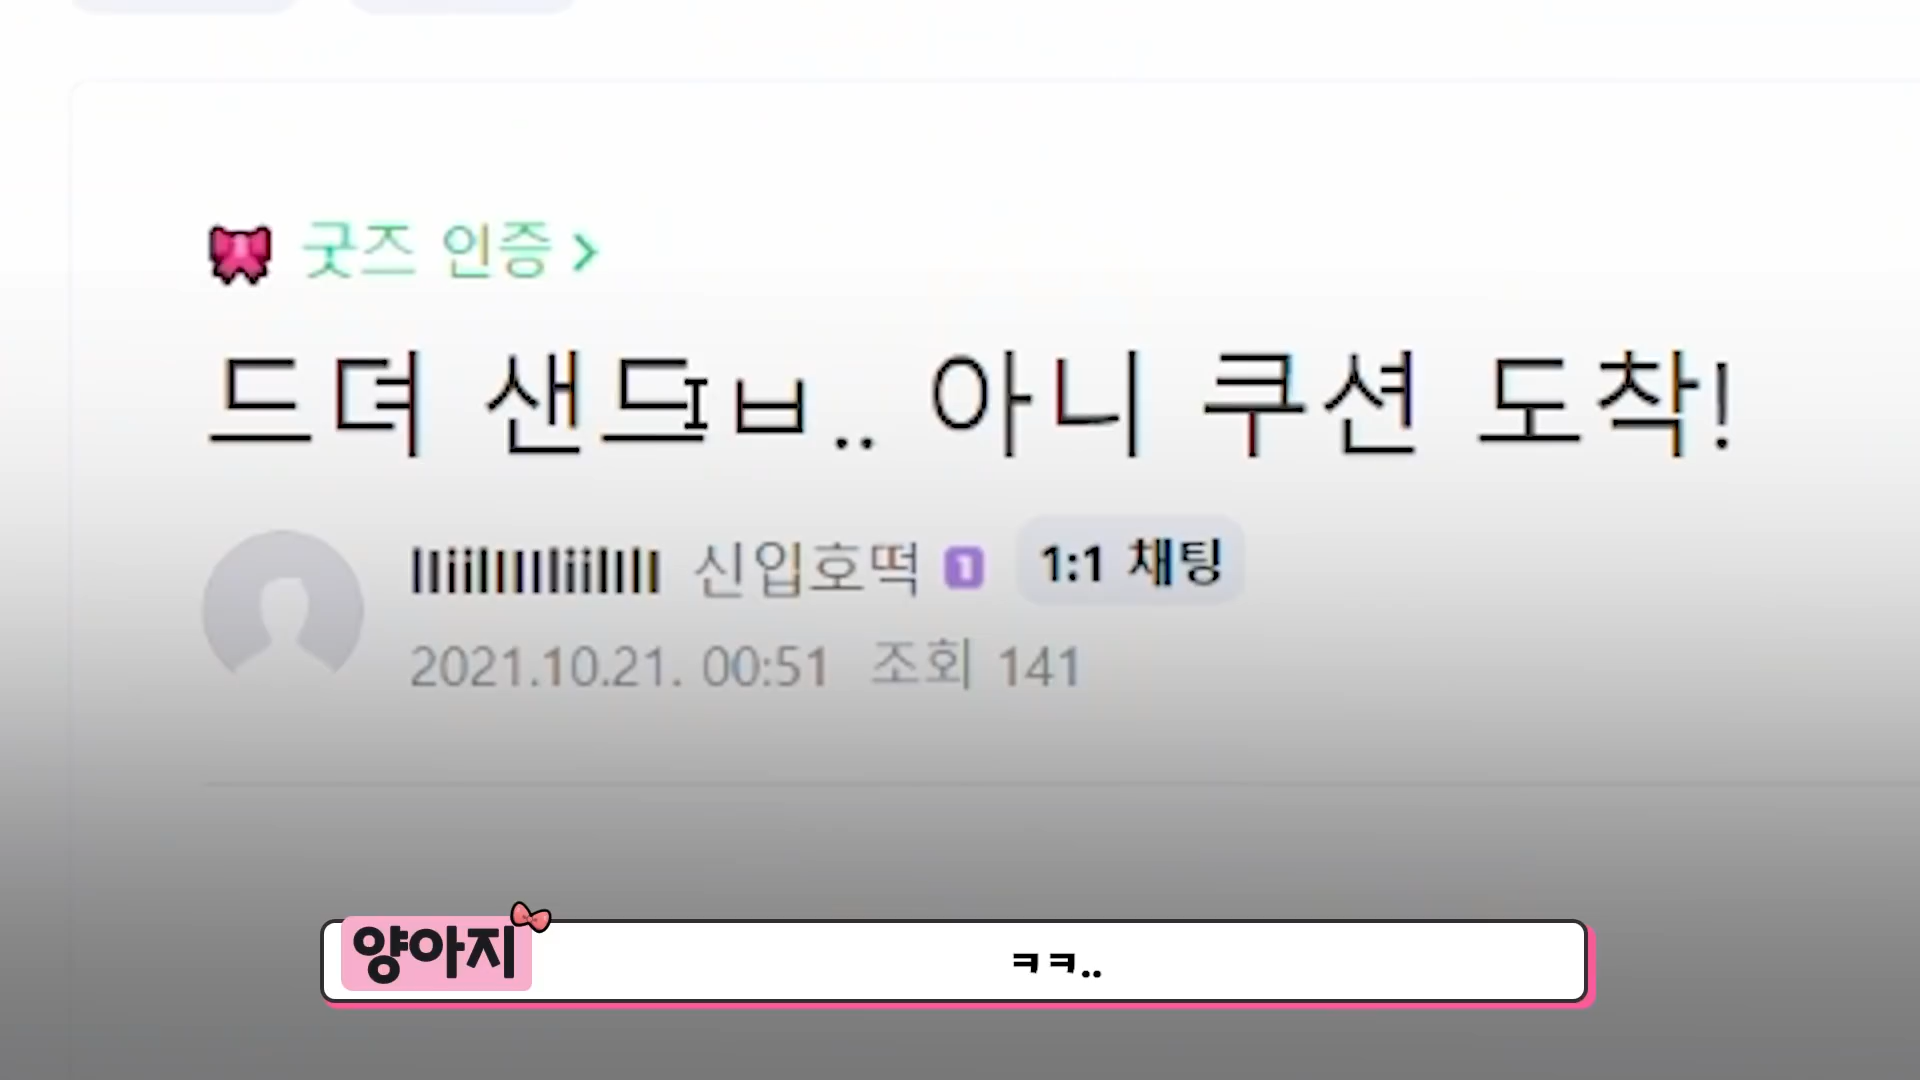 굿즈 인증 >
드뎌 샌드ㅂ.. 아니 쿠션 도착!
신입호떡 1 1:1 채팅
2021.10.21. 00:51 조회 141
양아지
ㅋㅋ..